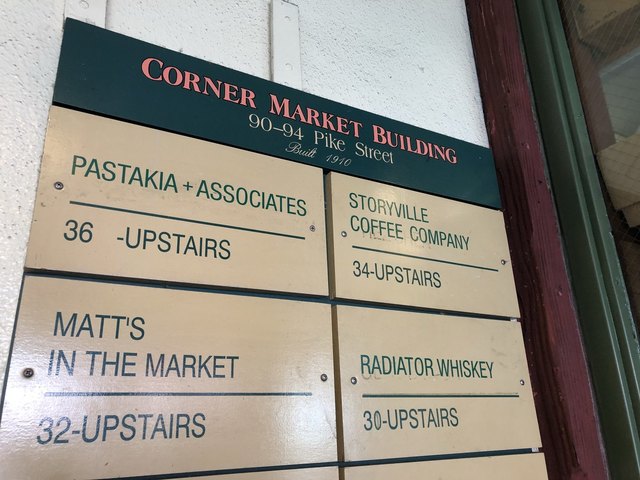 CORNER MARKET BUILDING
90–94 Pike Street
Built 1910
PASTAKIA + ASSOCIATES
36 -UPSTAIRS
STORYVILLE
COFFEE COMPANY
34-UPSTAIRS
MATT'S
IN THE MARKET
32-UPSTAIRS
RADIATOR WHISKEY
30-UPSTAIRS